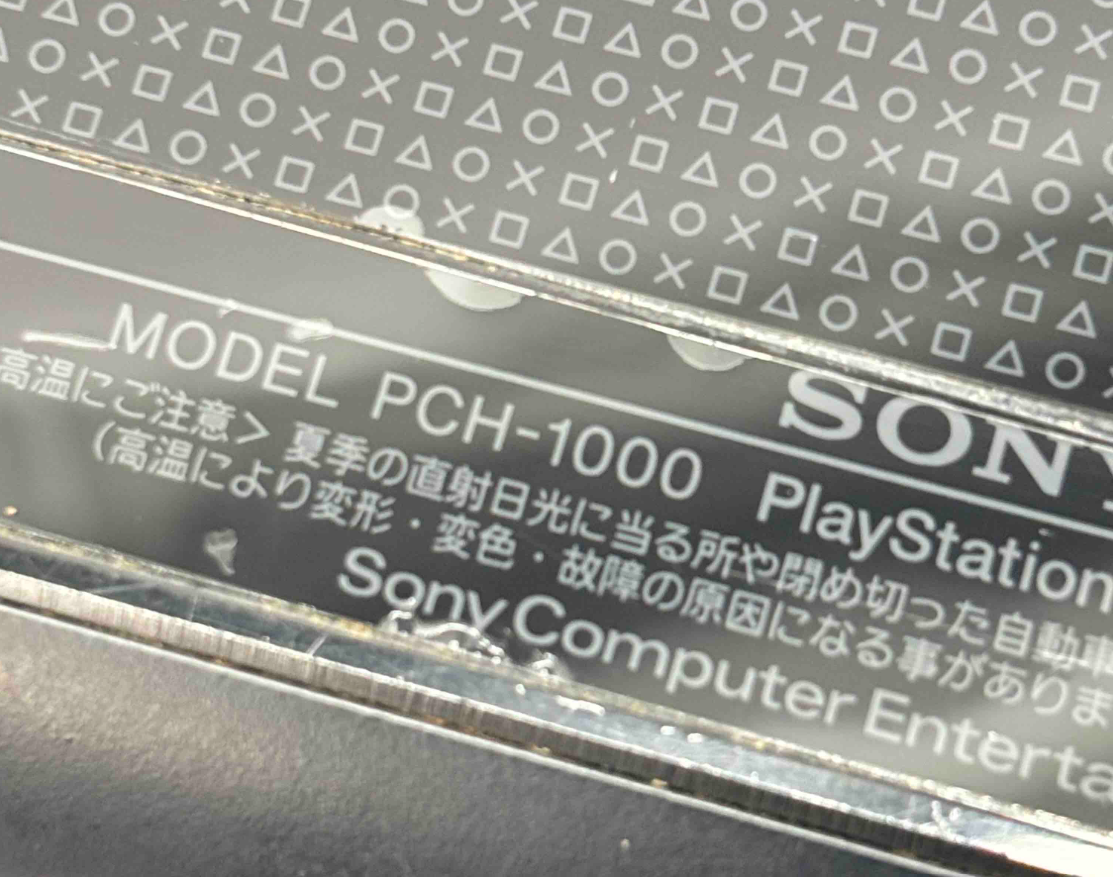 SONY
MODEL PCH-1000 PlayStation
高温にご注意> 夏季の直射日光に当る所や閉め切った自動車
(高温により変形・変色・故障の原因になる事がありま
Sony Computer Enterta